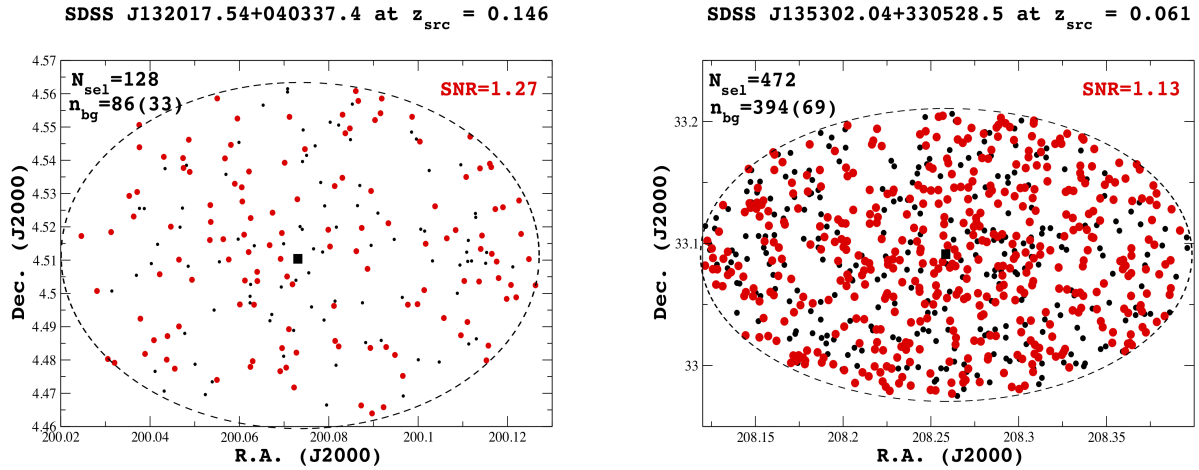 SDSS J132017.54+040337.4 at z_src = 0.146
N_sel=128
n_bg=86(33)
SNR=1.27
4.57
4.56
4.55
4.54
4.53
4.52
4.51
4.5
4.49
4.48
4.47
4.46
Dec. (J2000)
200.02
200.04
200.06
200.08
200.1
200.12
R.A. (J2000)
SDSS J135302.04+330528.5 at z_src = 0.061
N_sel=472
n_bg=394(69)
SNR=1.13
33.2
33.1
33
Dec. (J2000)
208.15
208.2
208.25
208.3
208.35
R.A. (J2000)